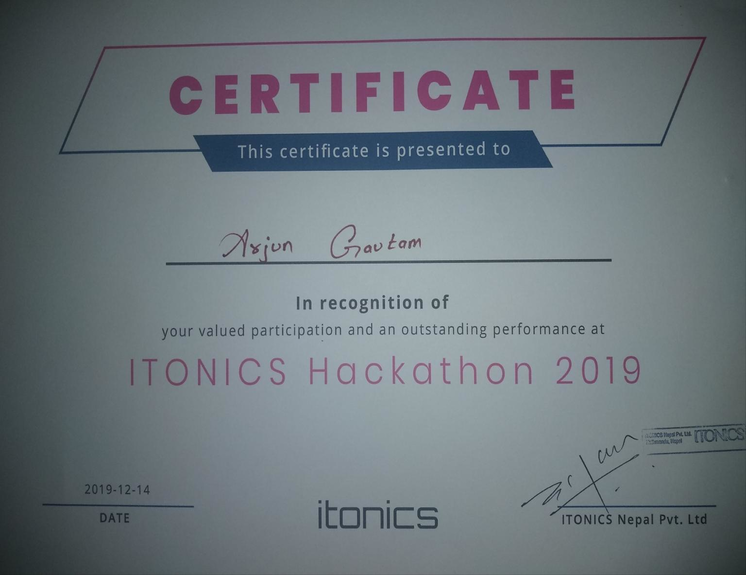 CERTIFICATE
This certificate is presented to
Arjun Gautam
In recognition of
your valued participation and an outstanding performance at
ITONICS Hackathon 2019
ITONICS
2019-12-14
DATE
itonics
ITONICS Nepal Pvt. Ltd